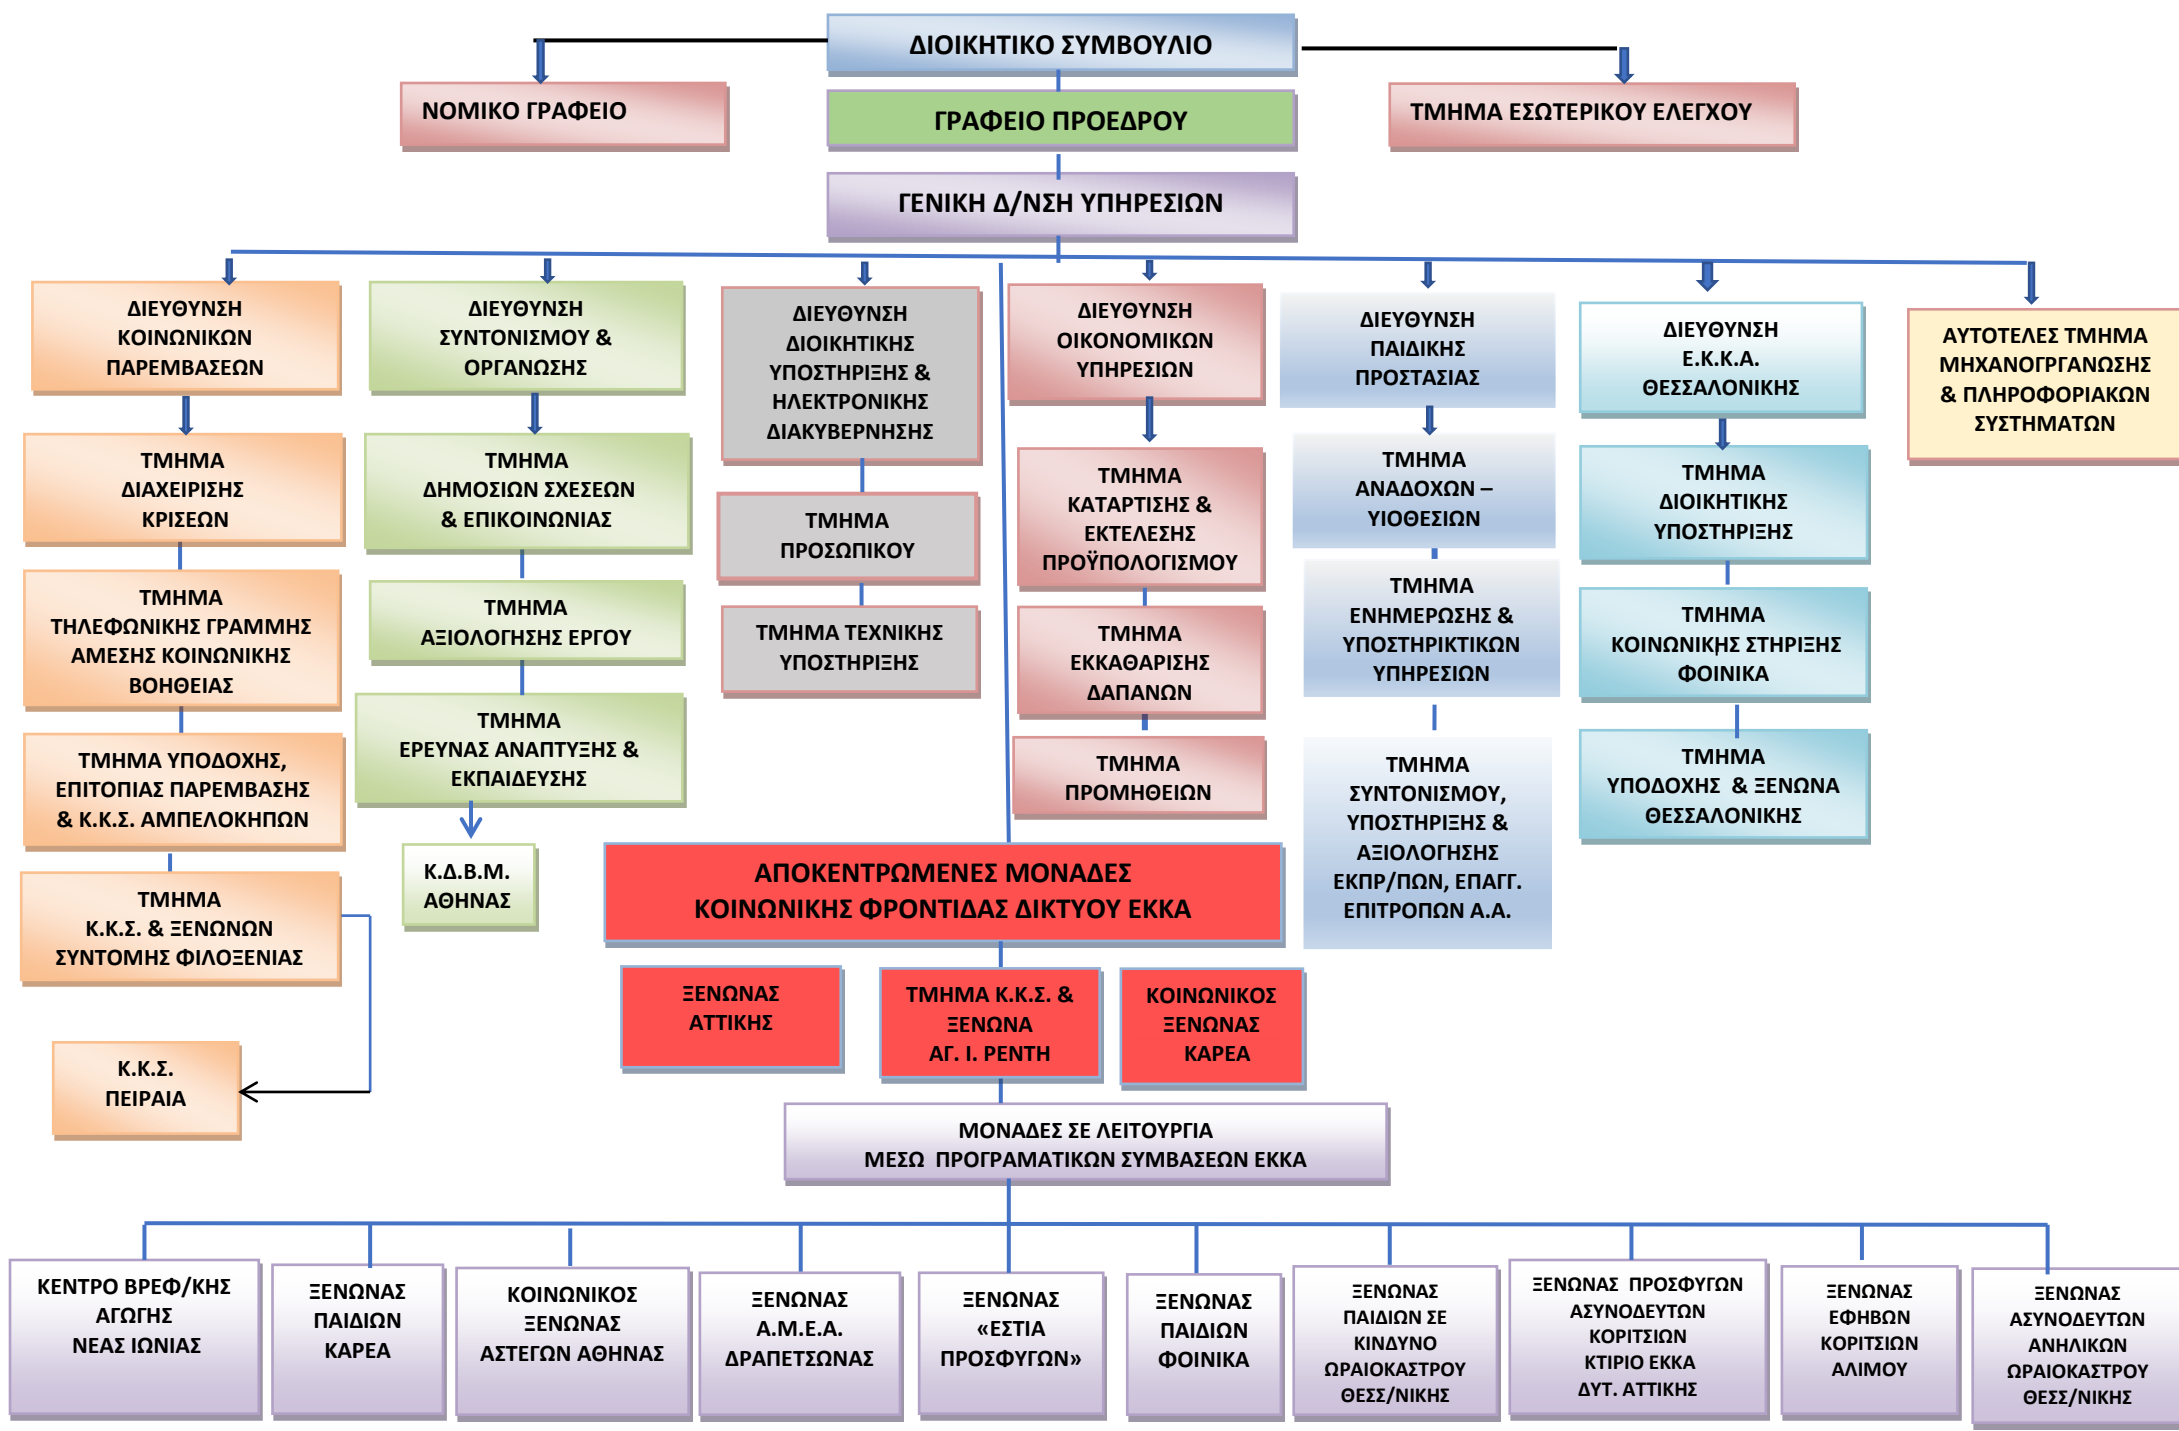 ΔΙΟΙΚΗΤΙΚΟ ΣΥΜΒΟΥΛΙΟ
ΝΟΜΙΚΟ ΓΡΑΦΕΙΟ
ΓΡΑΦΕΙΟ ΠΡΟΕΔΡΟΥ
ΤΜΗΜΑ ΕΣΩΤΕΡΙΚΟΥ ΕΛΕΓΧΟΥ
ΓΕΝΙΚΗ Δ/ΝΣΗ ΥΠΗΡΕΣΙΩΝ
ΔΙΕΥΘΥΝΣΗ
ΚΟΙΝΩΝΙΚΩΝ
ΠΑΡΕΜΒΑΣΕΩΝ
ΔΙΕΥΘΥΝΣΗ
ΣΥΝΤΟΝΙΣΜΟΥ &
ΟΡΓΑΝΩΣΗΣ
ΔΙΕΥΘΥΝΣΗ
ΔΙΟΙΚΗΤΙΚΗΣ
ΥΠΟΣΤΗΡΙΞΗΣ &
ΗΛΕΚΤΡΟΝΙΚΗΣ
ΔΙΑΚΥΒΕΡΝΗΣΗΣ
ΔΙΕΥΘΥΝΣΗ
ΟΙΚΟΝΟΜΙΚΩΝ
ΥΠΗΡΕΣΙΩΝ
ΔΙΕΥΘΥΝΣΗ
ΠΑΙΔΙΚΗΣ
ΠΡΟΣΤΑΣΙΑΣ
ΔΙΕΥΘΥΝΣΗ
Ε.Κ.Κ.Α.
ΘΕΣΣΑΛΟΝΙΚΗΣ
ΑΥΤΟΤΕΛΕΣ ΤΜΗΜΑ
ΜΗΧΑΝΟΓΡΓΑΝΩΣΗΣ
& ΠΛΗΡΟΦΟΡΙΑΚΩΝ
ΣΥΣΤΗΜΑΤΩΝ
ΤΜΗΜΑ
ΔΙΑΧΕΙΡΙΣΗΣ
ΚΡΙΣΕΩΝ
ΤΜΗΜΑ
ΔΗΜΟΣΙΩΝ ΣΧΕΣΕΩΝ
& ΕΠΙΚΟΙΝΩΝΙΑΣ
ΤΜΗΜΑ
ΠΡΟΣΩΠΙΚΟΥ
ΤΜΗΜΑ
ΚΑΤΑΡΤΙΣΗΣ &
ΕΚΤΕΛΕΣΗΣ
ΠΡΟΫΠΟΛΟΓΙΣΜΟΥ
ΤΜΗΜΑ
ΑΝΑΔΟΧΩΝ –
ΥΙΟΘΕΣΙΩΝ
ΤΜΗΜΑ
ΔΙΟΙΚΗΤΙΚΗΣ
ΥΠΟΣΤΗΡΙΞΗΣ
ΤΜΗΜΑ
ΤΗΛΕΦΩΝΙΚΗΣ ΓΡΑΜΜΗΣ
ΑΜΕΣΗΣ ΚΟΙΝΩΝΙΚΗΣ
ΒΟΗΘΕΙΑΣ
ΤΜΗΜΑ
ΑΞΙΟΛΟΓΗΣΗΣ ΕΡΓΟΥ
ΤΜΗΜΑ ΤΕΧΝΙΚΗΣ
ΥΠΟΣΤΗΡΙΞΗΣ
ΤΜΗΜΑ
ΕΚΚΑΘΑΡΙΣΗΣ
ΔΑΠΑΝΩΝ
ΤΜΗΜΑ
ΕΝΗΜΕΡΩΣΗΣ &
ΥΠΟΣΤΗΡΙΚΤΙΚΩΝ
ΥΠΗΡΕΣΙΩΝ
ΤΜΗΜΑ
ΚΟΙΝΩΝΙΚΗΣ ΣΤΗΡΙΞΗΣ
ΦΟΙΝΙΚΑ
ΤΜΗΜΑ ΥΠΟΔΟΧΗΣ,
ΕΠΙΤΟΠΙΑΣ ΠΑΡΕΜΒΑΣΗΣ
& Κ.Κ.Σ. ΑΜΠΕΛΟΚΗΠΩΝ
ΤΜΗΜΑ
ΕΡΕΥΝΑΣ ΑΝΑΠΤΥΞΗΣ &
ΕΚΠΑΙΔΕΥΣΗΣ
ΤΜΗΜΑ
ΠΡΟΜΗΘΕΙΩΝ
ΤΜΗΜΑ
ΣΥΝΤΟΝΙΣΜΟΥ,
ΥΠΟΣΤΗΡΙΞΗΣ &
ΑΞΙΟΛΟΓΗΣΗΣ
ΕΚΠΡ/ΠΩΝ, ΕΠΑΓΓ.
ΕΠΙΤΡΟΠΩΝ Α.Α.
ΤΜΗΜΑ
ΥΠΟΔΟΧΗΣ & ΞΕΝΩΝΑ
ΘΕΣΣΑΛΟΝΙΚΗΣ
ΤΜΗΜΑ
Κ.Κ.Σ. & ΞΕΝΩΝΩΝ
ΣΥΝΤΟΜΗΣ ΦΙΛΟΞΕΝΙΑΣ
Κ.Δ.Β.Μ.
ΑΘΗΝΑΣ
ΑΠΟΚΕΝΤΡΩΜΕΝΕΣ ΜΟΝΑΔΕΣ
ΚΟΙΝΩΝΙΚΗΣ ΦΡΟΝΤΙΔΑΣ ΔΙΚΤΥΟΥ ΕΚΚΑ
ΞΕΝΩΝΑΣ
ΑΤΤΙΚΗΣ
ΤΜΗΜΑ Κ.Κ.Σ. &
ΞΕΝΩΝΑ
ΑΓ. Ι. ΡΕΝΤΗ
ΚΟΙΝΩΝΙΚΟΣ
ΞΕΝΩΝΑΣ
ΚΑΡΕΑ
Κ.Κ.Σ.
ΠΕΙΡΑΙΑ
ΜΟΝΑΔΕΣ ΣΕ ΛΕΙΤΟΥΡΓΙΑ
ΜΕΣΩ ΠΡΟΓΡΑΜΑΤΙΚΩΝ ΣΥΜΒΑΣΕΩΝ ΕΚΚΑ
ΚΕΝΤΡΟ ΒΡΕΦ/ΚΗΣ
ΑΓΩΓΗΣ
ΝΕΑΣ ΙΩΝΙΑΣ
ΞΕΝΩΝΑΣ
ΠΑΙΔΙΩΝ
ΚΑΡΕΑ
ΚΟΙΝΩΝΙΚΟΣ
ΞΕΝΩΝΑΣ
ΑΣΤΕΓΩΝ ΑΘΗΝΑΣ
ΞΕΝΩΝΑΣ
Α.Μ.Ε.Α.
ΔΡΑΠΕΤΣΩΝΑΣ
ΞΕΝΩΝΑΣ
«ΕΣΤΙΑ
ΠΡΟΣΦΥΓΩΝ»
ΞΕΝΩΝΑΣ
ΠΑΙΔΙΩΝ
ΦΟΙΝΙΚΑ
ΞΕΝΩΝΑΣ
ΠΑΙΔΙΩΝ ΣΕ
ΚΙΝΔΥΝΟ
ΩΡΑΙΟΚΑΣΤΡΟΥ
ΘΕΣΣ/ΝΙΚΗΣ
ΞΕΝΩΝΑΣ ΠΡΟΣΦΥΓΩΝ
ΑΣΥΝΟΔΕΥΤΩΝ
ΚΟΡΙΤΣΙΩΝ
ΚΤΙΡΙΟ ΕΚΚΑ
ΔΥΤ. ΑΤΤΙΚΗΣ
ΞΕΝΩΝΑΣ
ΕΦΗΒΩΝ
ΚΟΡΙΤΣΙΩΝ
ΑΛΙΜΟΥ
ΞΕΝΩΝΑΣ
ΑΣΥΝΟΔΕΥΤΩΝ
ΑΝΗΛΙΚΩΝ
ΩΡΑΙΟΚΑΣΤΡΟΥ
ΘΕΣΣ/ΝΙΚΗΣ